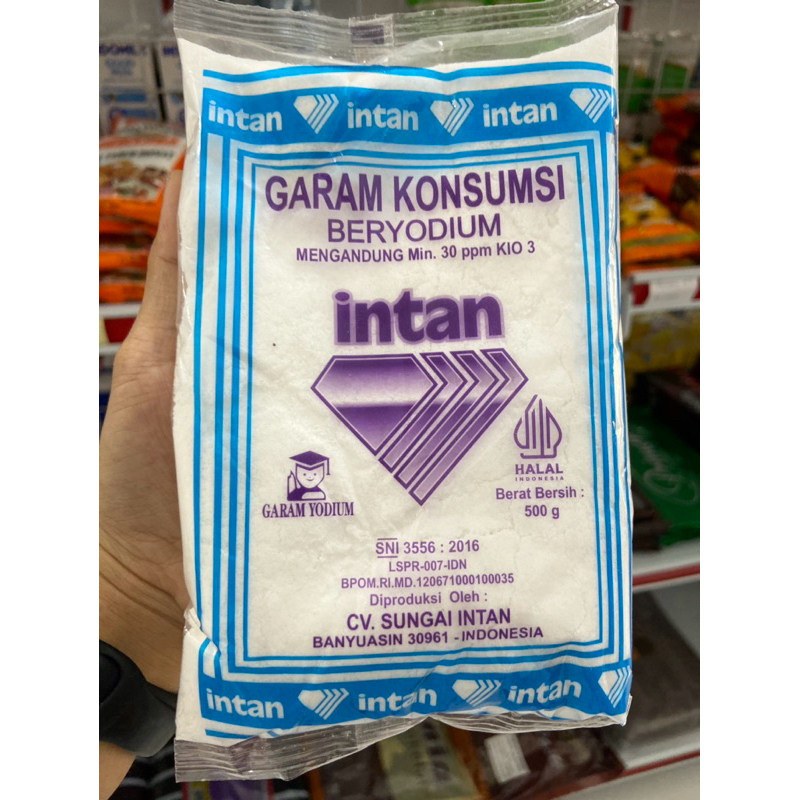 intan intan intan
GARAM KONSUMSI
BERYODIUM
MENGANDUNG Min. 30 ppm KIO 3
intan
HALAL
INDONESIA
GARAM YODIUM
Berat Bersih :
500 g
SNI 3556 : 2016
LSPR-007-IDN
BPOM.RI.MD.120671000100035
Diproduksi Oleh :
CV. SUNGAI INTAN
BANYUASIN 30961 - INDONESIA
intan intan intan